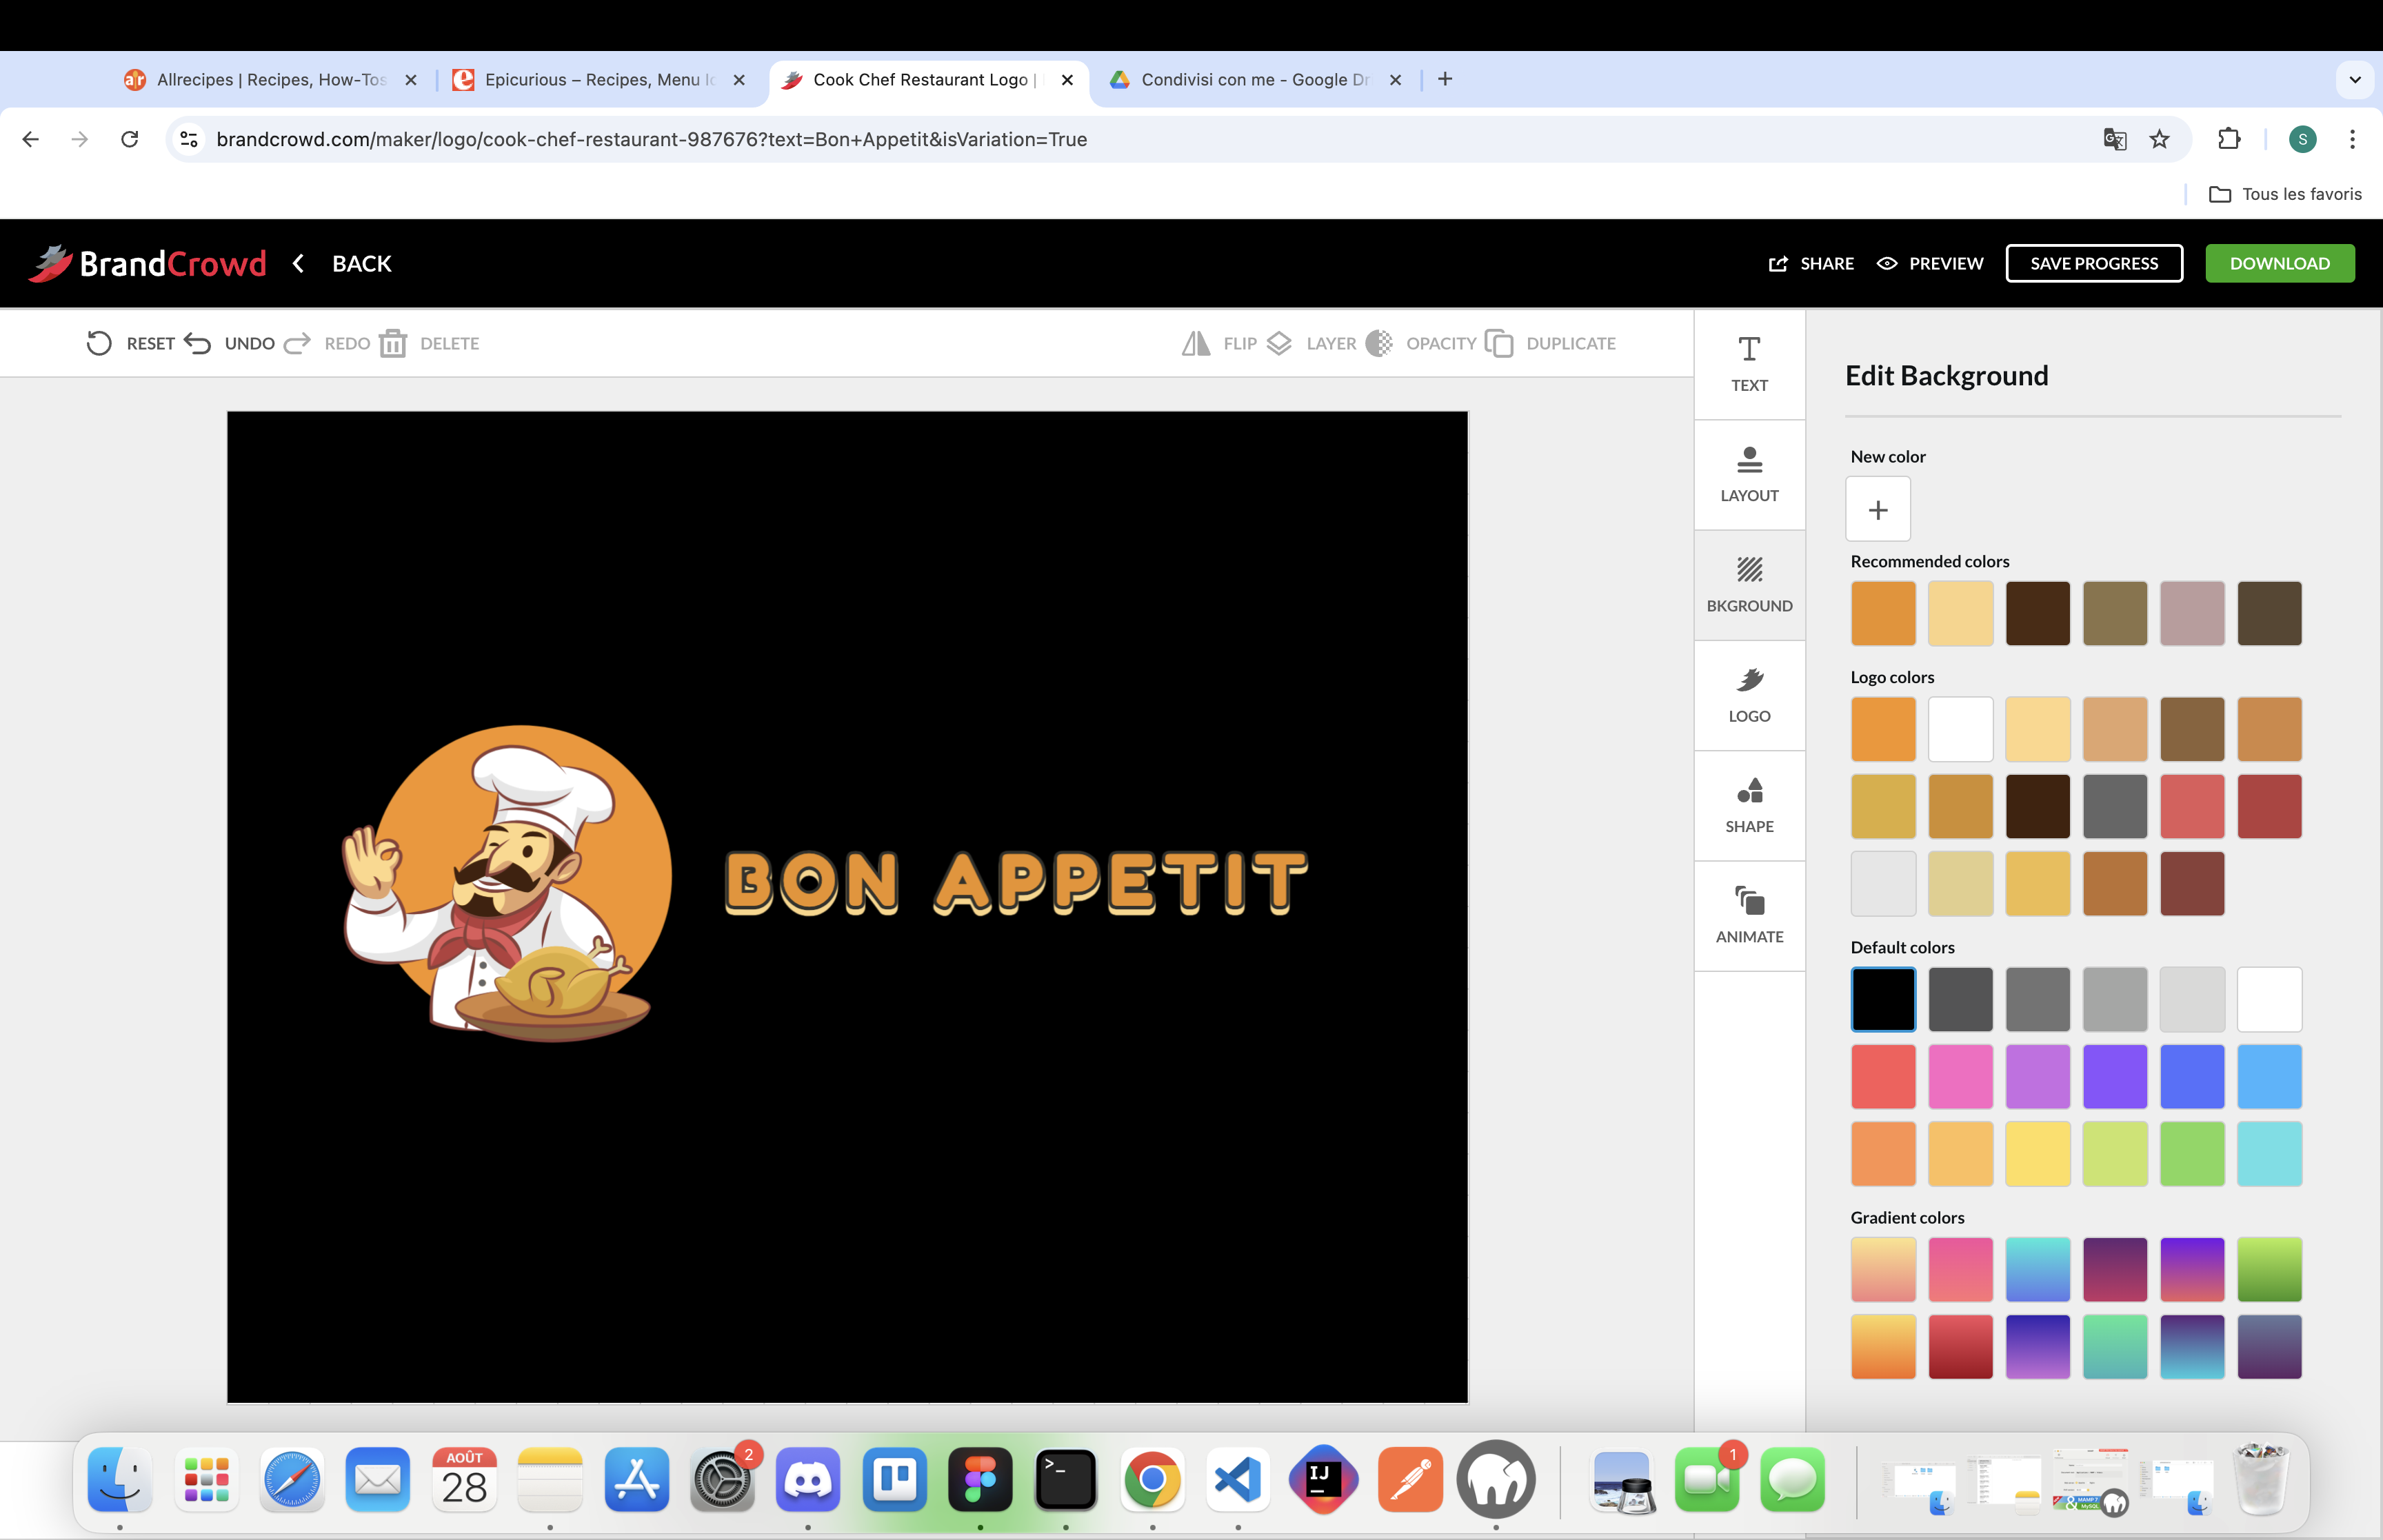 Allrecipes | Recipes, How-Tos
Epicurious – Recipes, Menu Id
Cook Chef Restaurant Logo |
Condivisi con me - Google Dr
brandcrowd.com/maker/logo/cook-chef-restaurant-987676?text=Bon+Appetit&isVariation=True
S
Tous les favoris
BrandCrowd
BACK
SHARE
PREVIEW
SAVE PROGRESS
DOWNLOAD
RESET
UNDO
REDO
DELETE
FLIP
LAYER
OPACITY
DUPLICATE
TEXT
LAYOUT
BKGROUND
LOGO
SHAPE
ANIMATE
Edit Background
New color
Recommended colors
Logo colors
Default colors
Gradient colors
BON APPETIT
AOÛT
28
2
>_
IJ
1